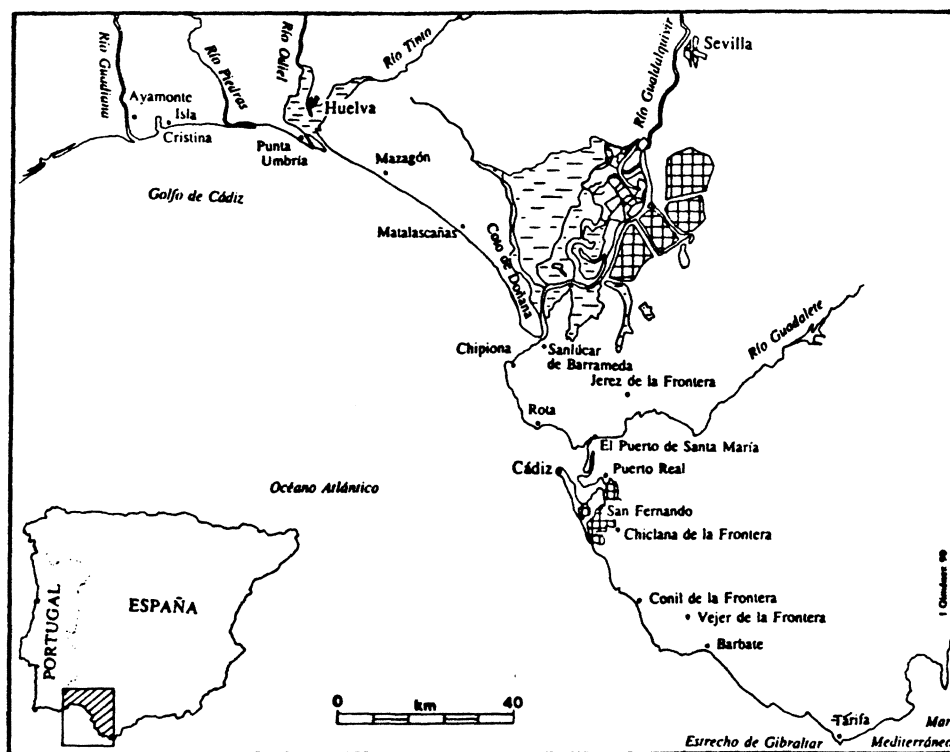 Río Guadiana
Río Piedras
Río Odiel
Río Tinto
Río Gualdalquivir
Sevilla
Ayamonte
Isla
Cristina
Huelva
Punta
Umbría
Mazagón
Golfo de Cádiz
Matalascañas
Coto de Doñana
Río Guadalete
Chipiona
Sanlúcar
de Barrameda
Jerez de la Frontera
Rota
El Puerto de Santa María
Cádiz
Puerto Real
Océano Atlántico
San Fernando
Chiclana de la Frontera
PORTUGAL
ESPAÑA
Conil de la Frontera
Vejer de la Frontera
Barbate
0 km 40
Tarifa
Mar
Estrecho de Gibraltar
Mediterráneo